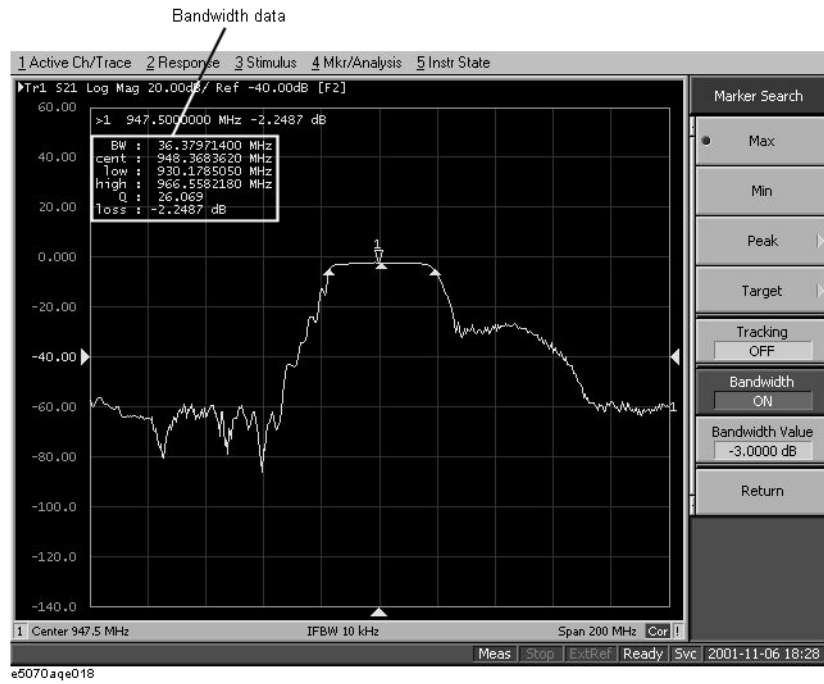 Bandwidth data
1 Active Ch/Trace 2 Response 3 Stimulus 4 Mkr/Analysis 5 Instr State
Tr1 S21 Log Mag 20.00dB/ Ref -40.00dB [F2]
Marker Search
60.00
>1 947.5000000 MHz -2.2487 dB
BW : 36.37971400 MHz
cent : 948.3683620 MHz
low : 930.1785050 MHz
high : 966.5582180 MHz
Q : 26.069
loss : -2.2487 dB
40.00
20.00
0.000
-20.00
-40.00
-60.00
-80.00
-100.0
-120.0
-140.0
1
1
Max
Min
Peak
Target
Tracking
OFF
Bandwidth
ON
Bandwidth Value
-3.0000 dB
Return
1 Center 947.5 MHz IFBW 10 kHz Span 200 MHz Cor !
Meas Stop ExtRef Ready Svc 2001-11-06 18:28
e5070aqe018